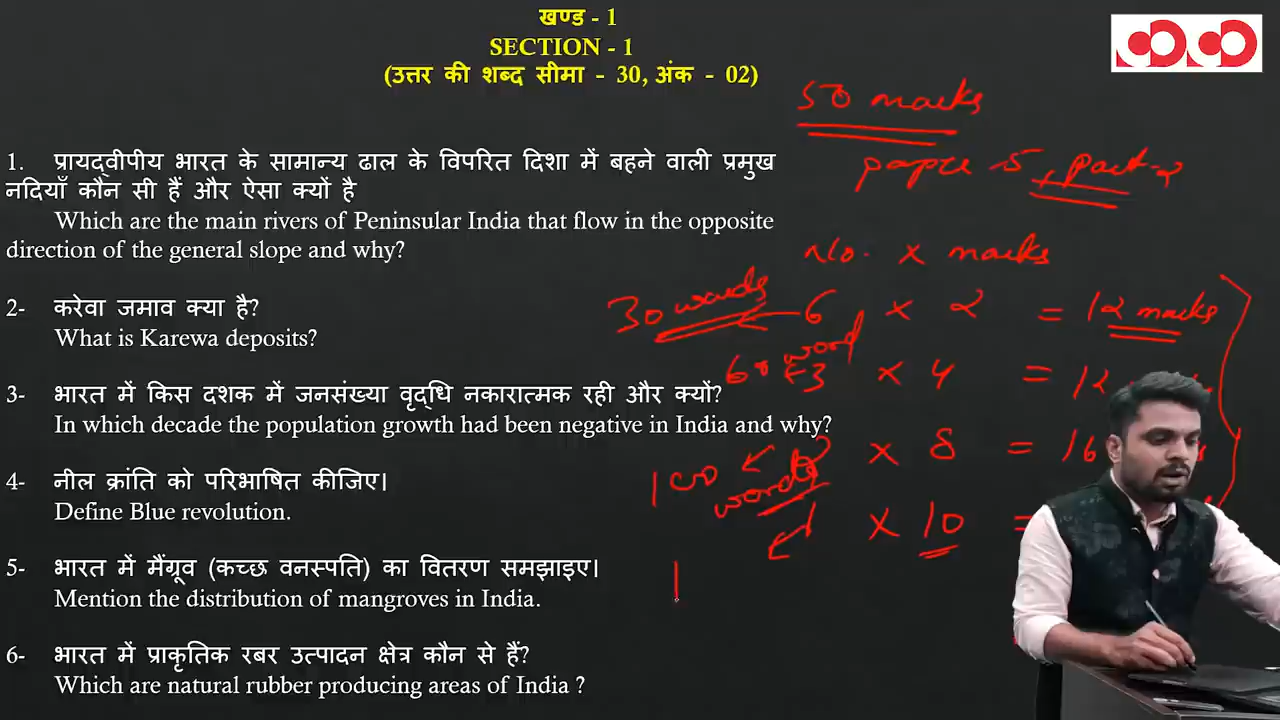 खण्ड - 1
SECTION - 1
(उत्तर की शब्द सीमा - 30, अंक - 02)
50 marks
paper 5, part-2
1. प्रायद्वीपीय भारत के सामान्य ढाल के विपरित दिशा में बहने वाली प्रमुख
नदियाँ कौन सी हैं और ऐसा क्यों है
Which are the main rivers of Peninsular India that flow in the opposite
direction of the general slope and why?
No. x marks
30 words 6 x 2 = 12 marks
60 word 3 x 4 = 12
100 words x 8 = 16
1 x 10 =
2- करेवा जमाव क्या है?
What is Karewa deposits?
3- भारत में किस दशक में जनसंख्या वृद्धि नकारात्मक रही और क्यों?
In which decade the population growth had been negative in India and why?
4- नील क्रांति को परिभाषित कीजिए।
Define Blue revolution.
5- भारत में मैंग्रूव (कच्छ वनस्पति) का वितरण समझाइए।
Mention the distribution of mangroves in India.
6- भारत में प्राकृतिक रबर उत्पादन क्षेत्र कौन से हैं?
Which are natural rubber producing areas of India ?